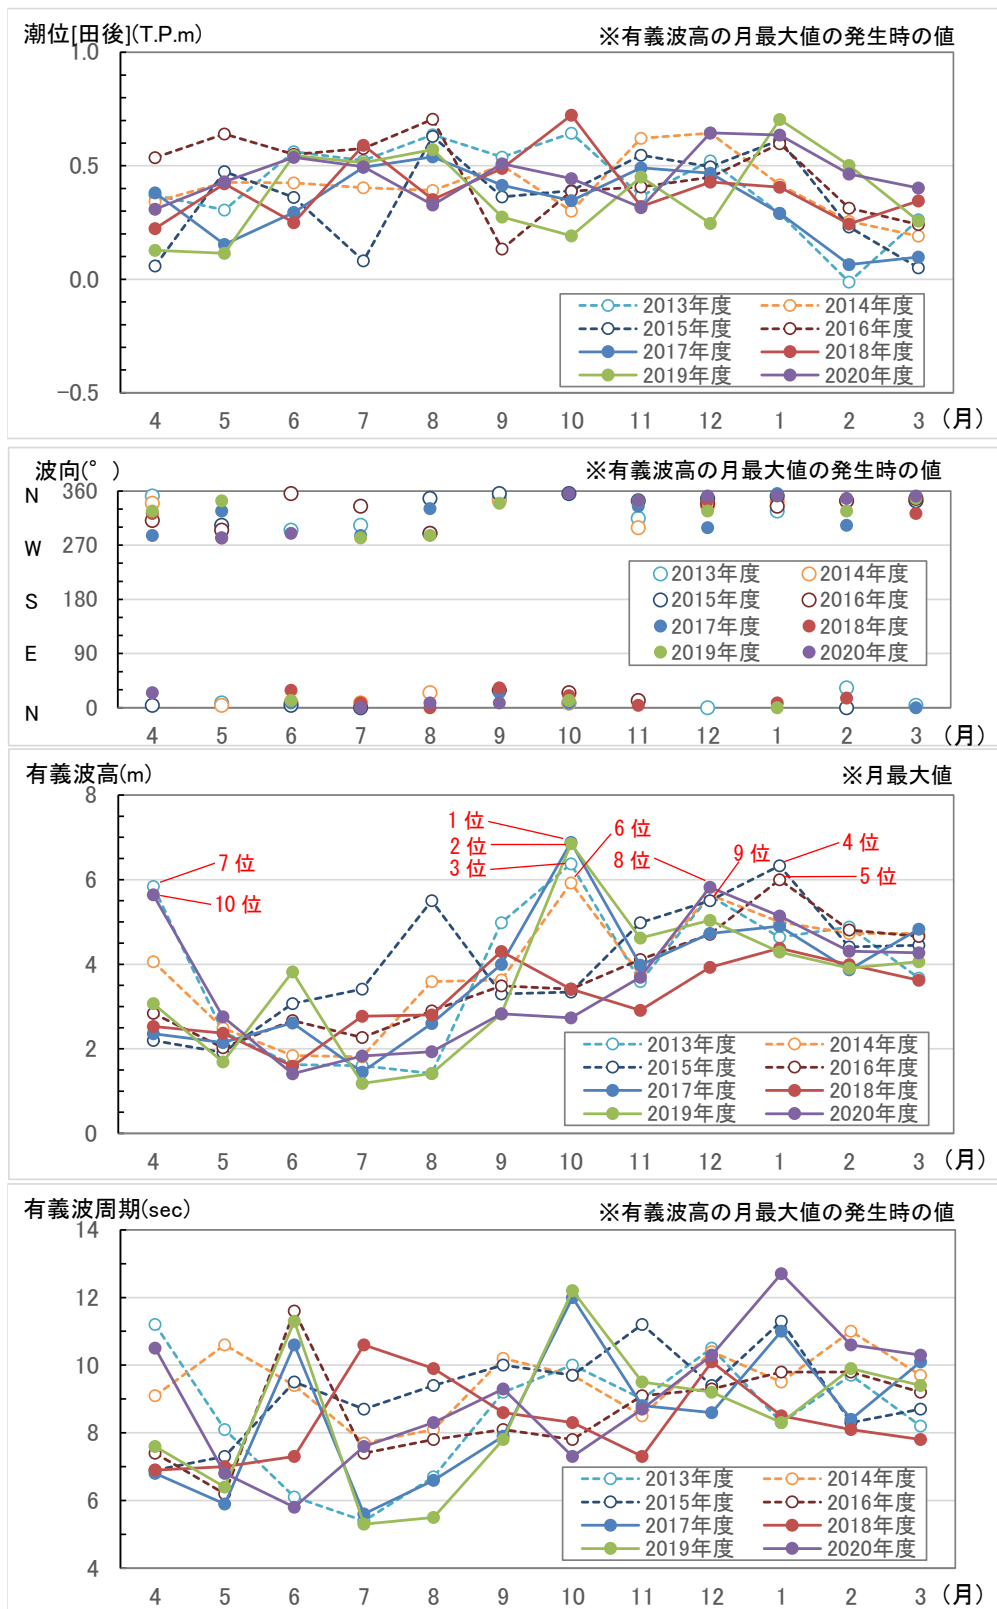 潮位[田後](T.P.m)
※有義波高の月最大値の発生時の値
1.0
0.5
0.0
-0.5
2013年度 2014年度
2015年度 2016年度
2017年度 2018年度
2019年度 2020年度
4 5 6 7 8 9 10 11 12 1 2 3 (月)
波向(°)
※有義波高の月最大値の発生時の値
N 360
W 270
S 180
E 90
N 0
2013年度 2014年度
2015年度 2016年度
2017年度 2018年度
2019年度 2020年度
4 5 6 7 8 9 10 11 12 1 2 3 (月)
有義波高(m)
※月最大値
8
6
4
2
0
1 位
2 位
3 位
6 位
4 位
7 位
8 位
9 位
5 位
10 位
2013年度 2014年度
2015年度 2016年度
2017年度 2018年度
2019年度 2020年度
4 5 6 7 8 9 10 11 12 1 2 3 (月)
有義波周期(sec)
※有義波高の月最大値の発生時の値
14
12
10
8
6
4
2013年度 2014年度
2015年度 2016年度
2017年度 2018年度
2019年度 2020年度
4 5 6 7 8 9 10 11 12 1 2 3 (月)